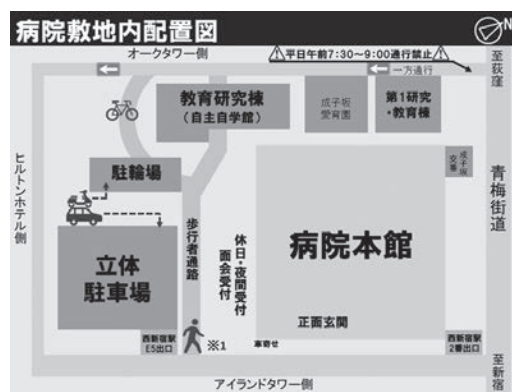 病院敷地内配置図
N
オークタワー側
平日午前7:30～9:00通行禁止
一方通行
至荻窪
教育研究棟
(自主自学館)
成子坂
愛育園
第1研究
・教育棟
成子坂
交番
青梅街道
ヒルトンホテル側
駐輪場
立体
駐車場
歩行者通路
休日・夜間受付
面会受付
病院本館
正面玄関
西新宿駅
E5出口
※1
車寄せ
西新宿駅
2番出口
至新宿
アイランドタワー側